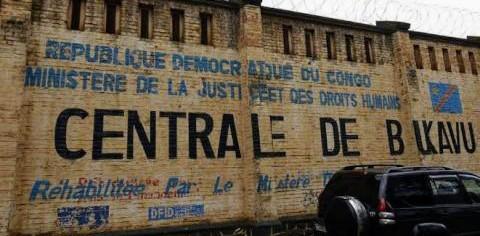 REPUBLIQUE DEMOCRATIQUE DU CONGO
MINISTERE DE LA JUSTICE ET DES DROITS HUMAINS
CENTRALE DE BUKAVU
Réhabilitée Par Le Ministère
DFID